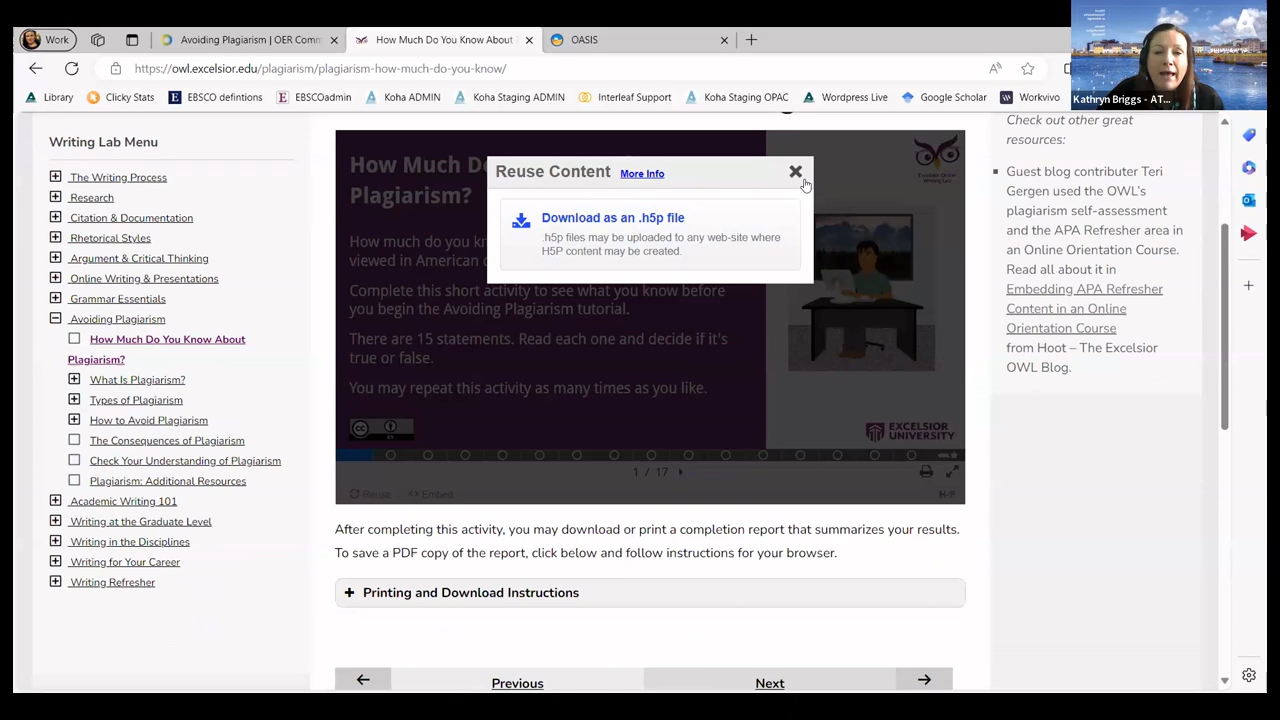 Work
Avoiding Plagiarism | OER Comm
How Much Do You Know About
OASIS
https://owl.excelsior.edu/plagiarism/plagiarism-how-much-do-you-know/
Library
Clicky Stats
EBSCO defintions
EBSCOadmin
Koha ADMIN
Koha Staging ADMIN
Interleaf Support
Koha Staging OPAC
Wordpress Live
Google Scholar
Workvivo
Kathryn Briggs - AT...
Writing Lab Menu
The Writing Process
Research
Citation & Documentation
Rhetorical Styles
Argument & Critical Thinking
Online Writing & Presentations
Grammar Essentials
Avoiding Plagiarism
How Much Do You Know About
Plagiarism?
What Is Plagiarism?
Types of Plagiarism
How to Avoid Plagiarism
The Consequences of Plagiarism
Check Your Understanding of Plagiarism
Plagiarism: Additional Resources
Academic Writing 101
Writing at the Graduate Level
Writing in the Disciplines
Writing for Your Career
Writing Refresher
How Much D
Plagiarism?
How much do you kn
viewed in American c
Complete this short activity to see what you know before
you begin the Avoiding Plagiarism tutorial.
There are 15 statements. Read each one and decide if it's
true or false.
You may repeat this activity as many times as you like.
cc
BY
EXCELSIOR
UNIVERSITY
1 / 17
Reuse
<> Embed
H-P
Reuse Content More Info
Download as an .h5p file
.h5p files may be uploaded to any web-site where
H5P content may be created.
After completing this activity, you may download or print a completion report that summarizes your results.
To save a PDF copy of the report, click below and follow instructions for your browser.
Printing and Download Instructions
Previous
Next
Check out other great
resources:
Guest blog contributor Teri
Gergen used the OWL's
plagiarism self-assessment
and the APA Refresher area in
an Online Orientation Course.
Read all about it in
Embedding APA Refresher
Content in an Online
Orientation Course
from Hoot – The Excelsior
OWL Blog.